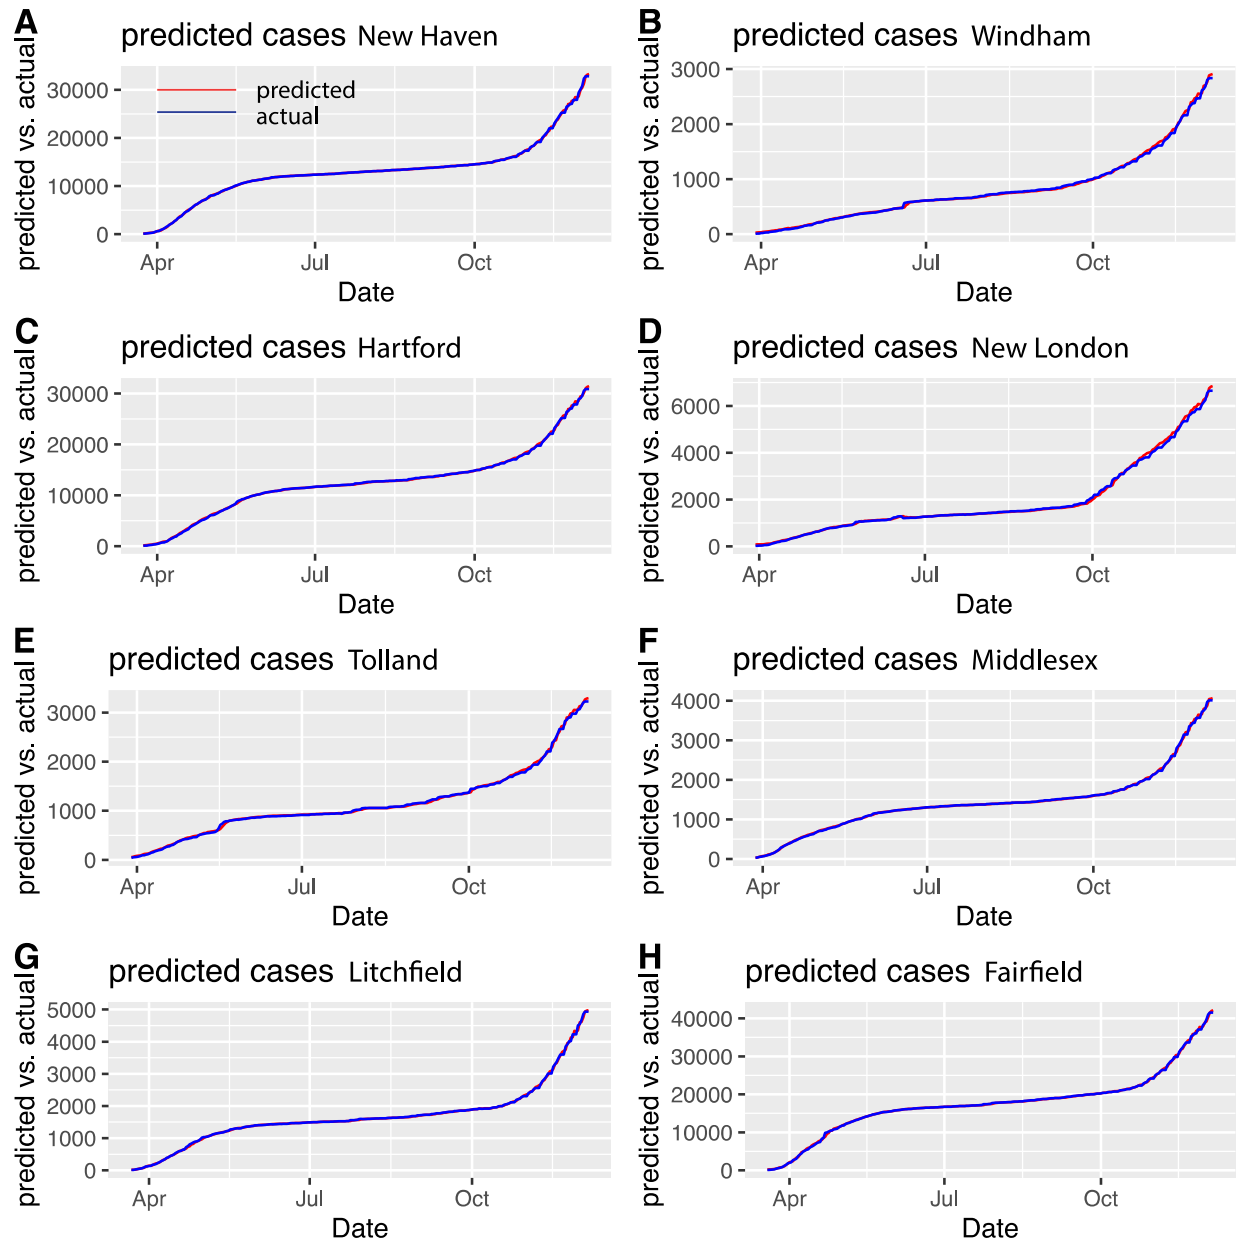 A
predicted cases New Haven
predicted vs. actual
30000
20000
10000
0
predicted
actual
Apr Jul Oct
Date
B
predicted cases Windham
predicted vs. actual
3000
2000
1000
0
Apr Jul Oct
Date
C
predicted cases Hartford
predicted vs. actual
30000
20000
10000
0
Apr Jul Oct
Date
D
predicted cases New London
predicted vs. actual
6000
4000
2000
0
Apr Jul Oct
Date
E
predicted cases Tolland
predicted vs. actual
3000
2000
1000
0
Apr Jul Oct
Date
F
predicted cases Middlesex
predicted vs. actual
4000
3000
2000
1000
0
Apr Jul Oct
Date
G
predicted cases Litchfield
predicted vs. actual
5000
4000
3000
2000
1000
0
Apr Jul Oct
Date
H
predicted cases Fairfield
predicted vs. actual
40000
30000
20000
10000
0
Apr Jul Oct
Date